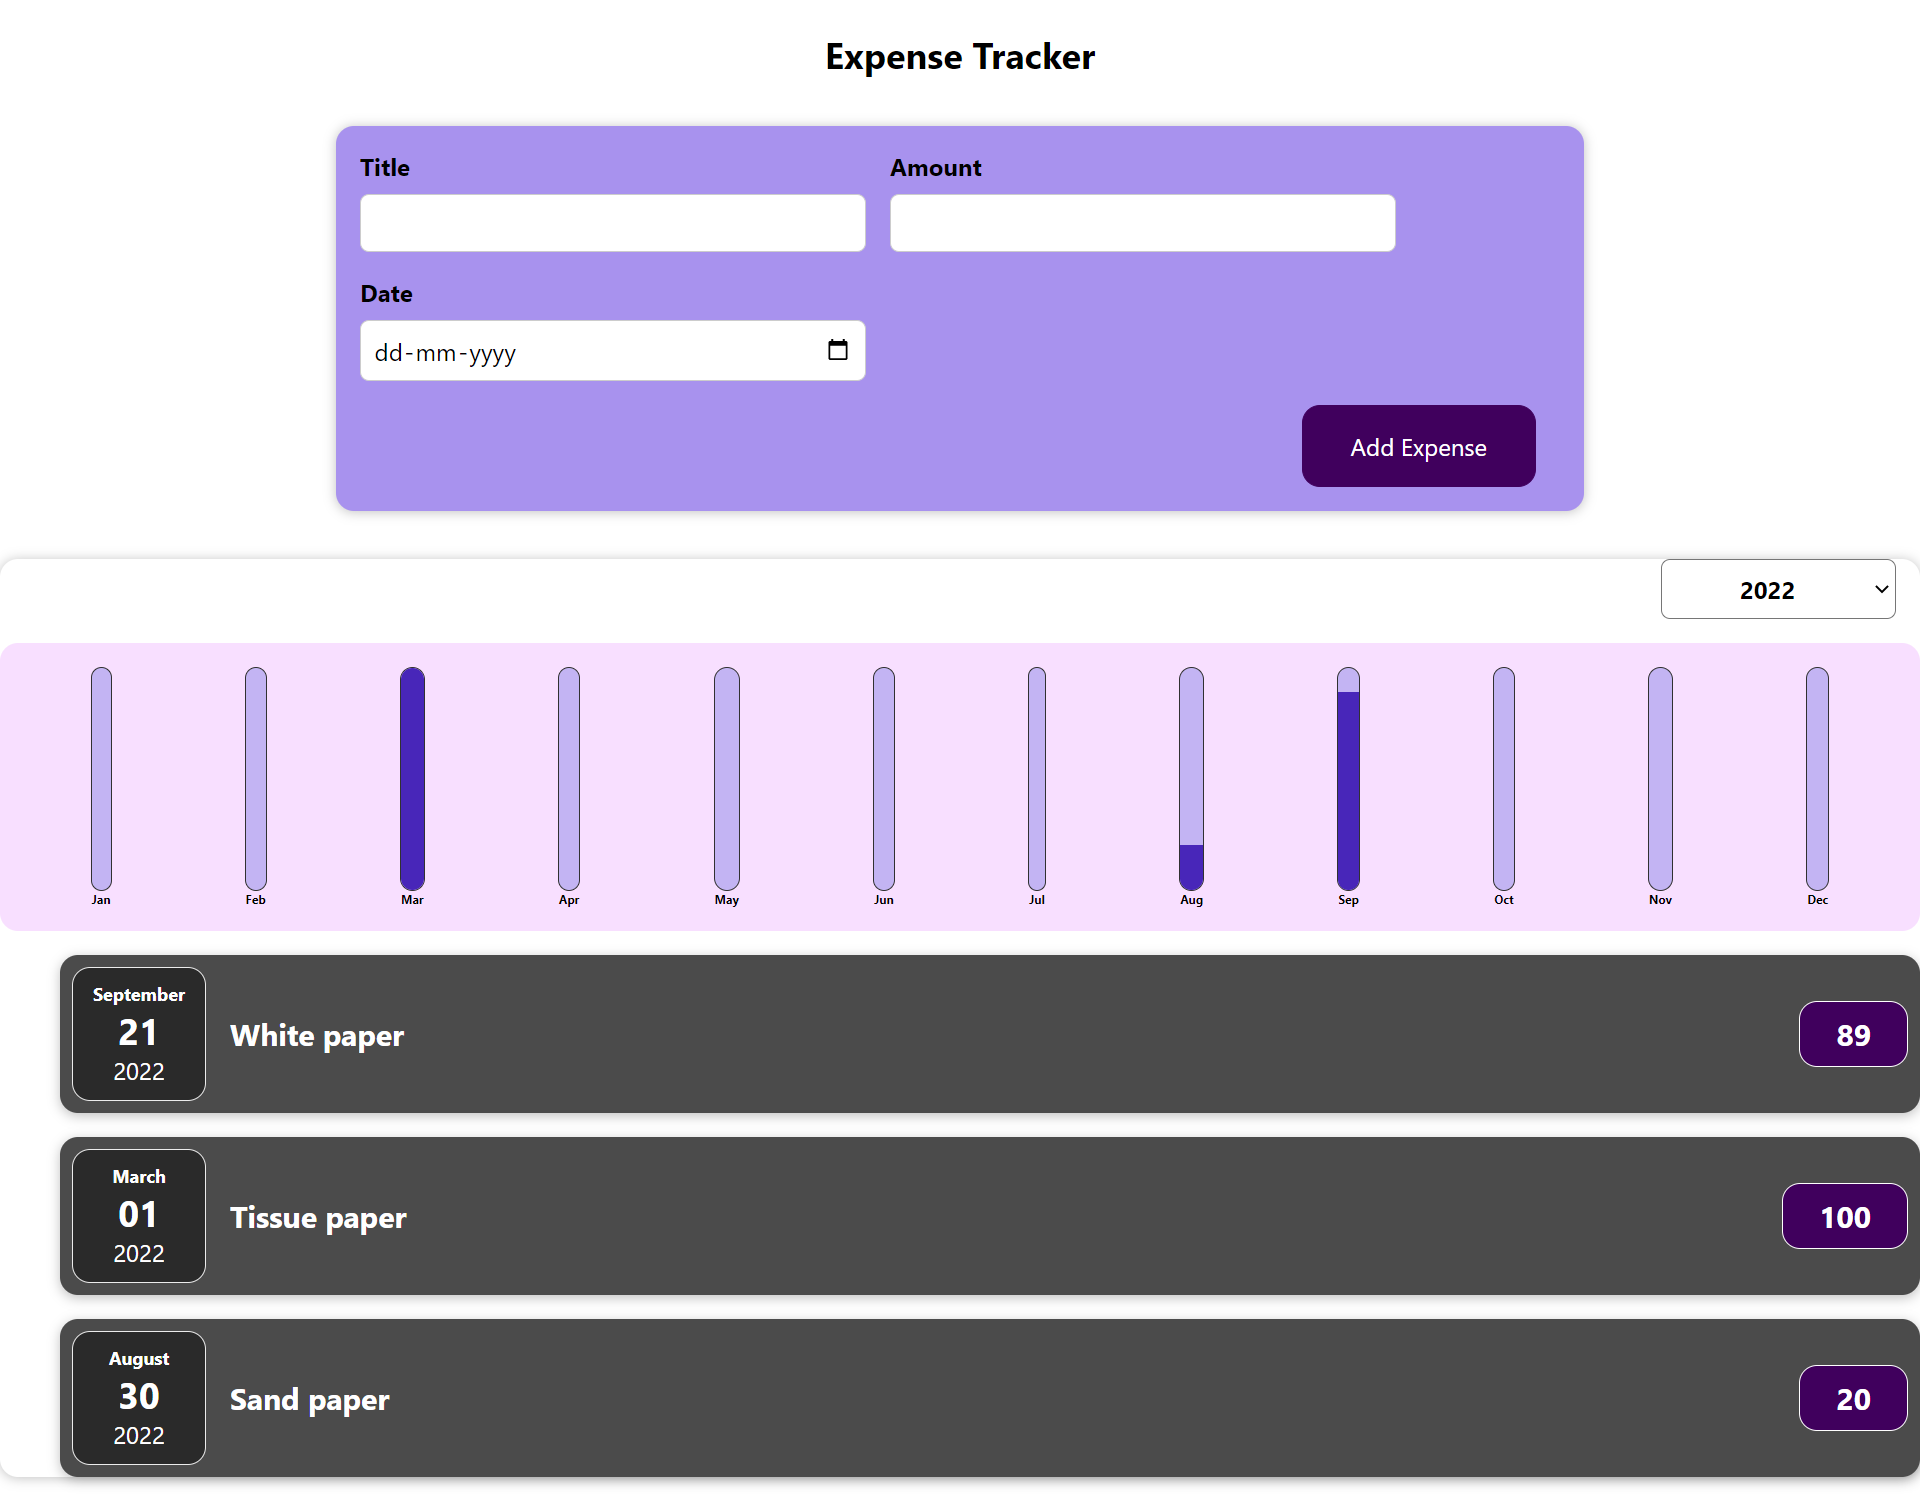 Expense Tracker
Title
Amount
Date
dd-mm-yyyy
Add Expense
2022
Jan Feb Mar Apr May Jun Jul Aug Sep Oct Nov Dec
September
21
2022
White paper
89
March
01
2022
Tissue paper
100
August
30
2022
Sand paper
20